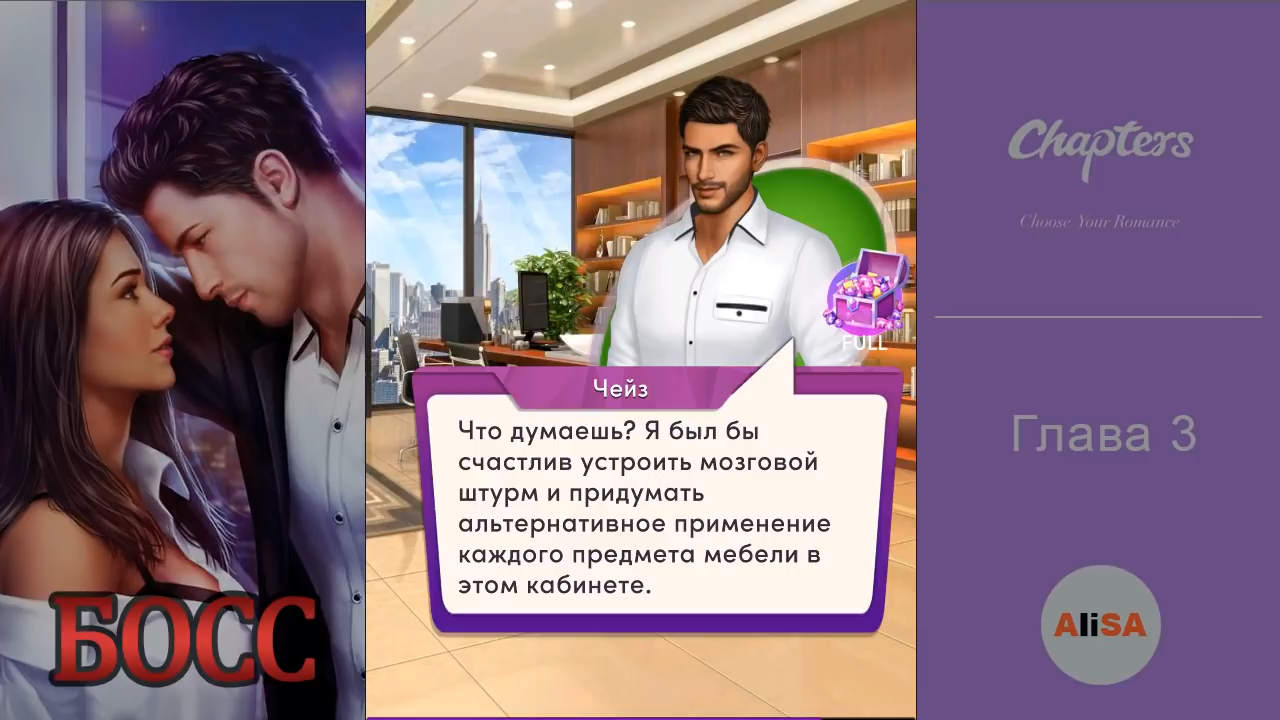 БОСС
FULL
Чейз
Что думаешь? Я был бы
счастлив устроить мозговой
штурм и придумать
альтернативное применение
каждого предмета мебели в
этом кабинете.
Chapters
Choose Your Romance
Глава 3
AliSA